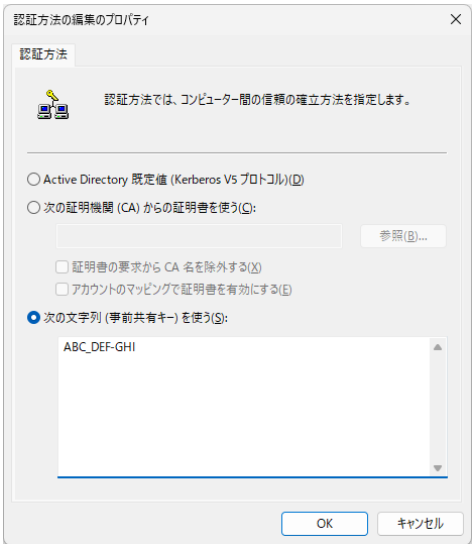 認証方法の編集のプロパティ
認証方法
認証方法では、コンピューター間の信頼の確立方法を指定します。
Active Directory 既定値 (Kerberos V5 プロトコル)(D)
次の証明機関 (CA) からの証明書を使う(C):
参照(B)...
証明書の要求から CA 名を除外する(X)
アカウントのマッピングで証明書を有効にする(E)
次の文字列 (事前共有キー) を使う(S):
ABC_DEF-GHI
OK
キャンセル